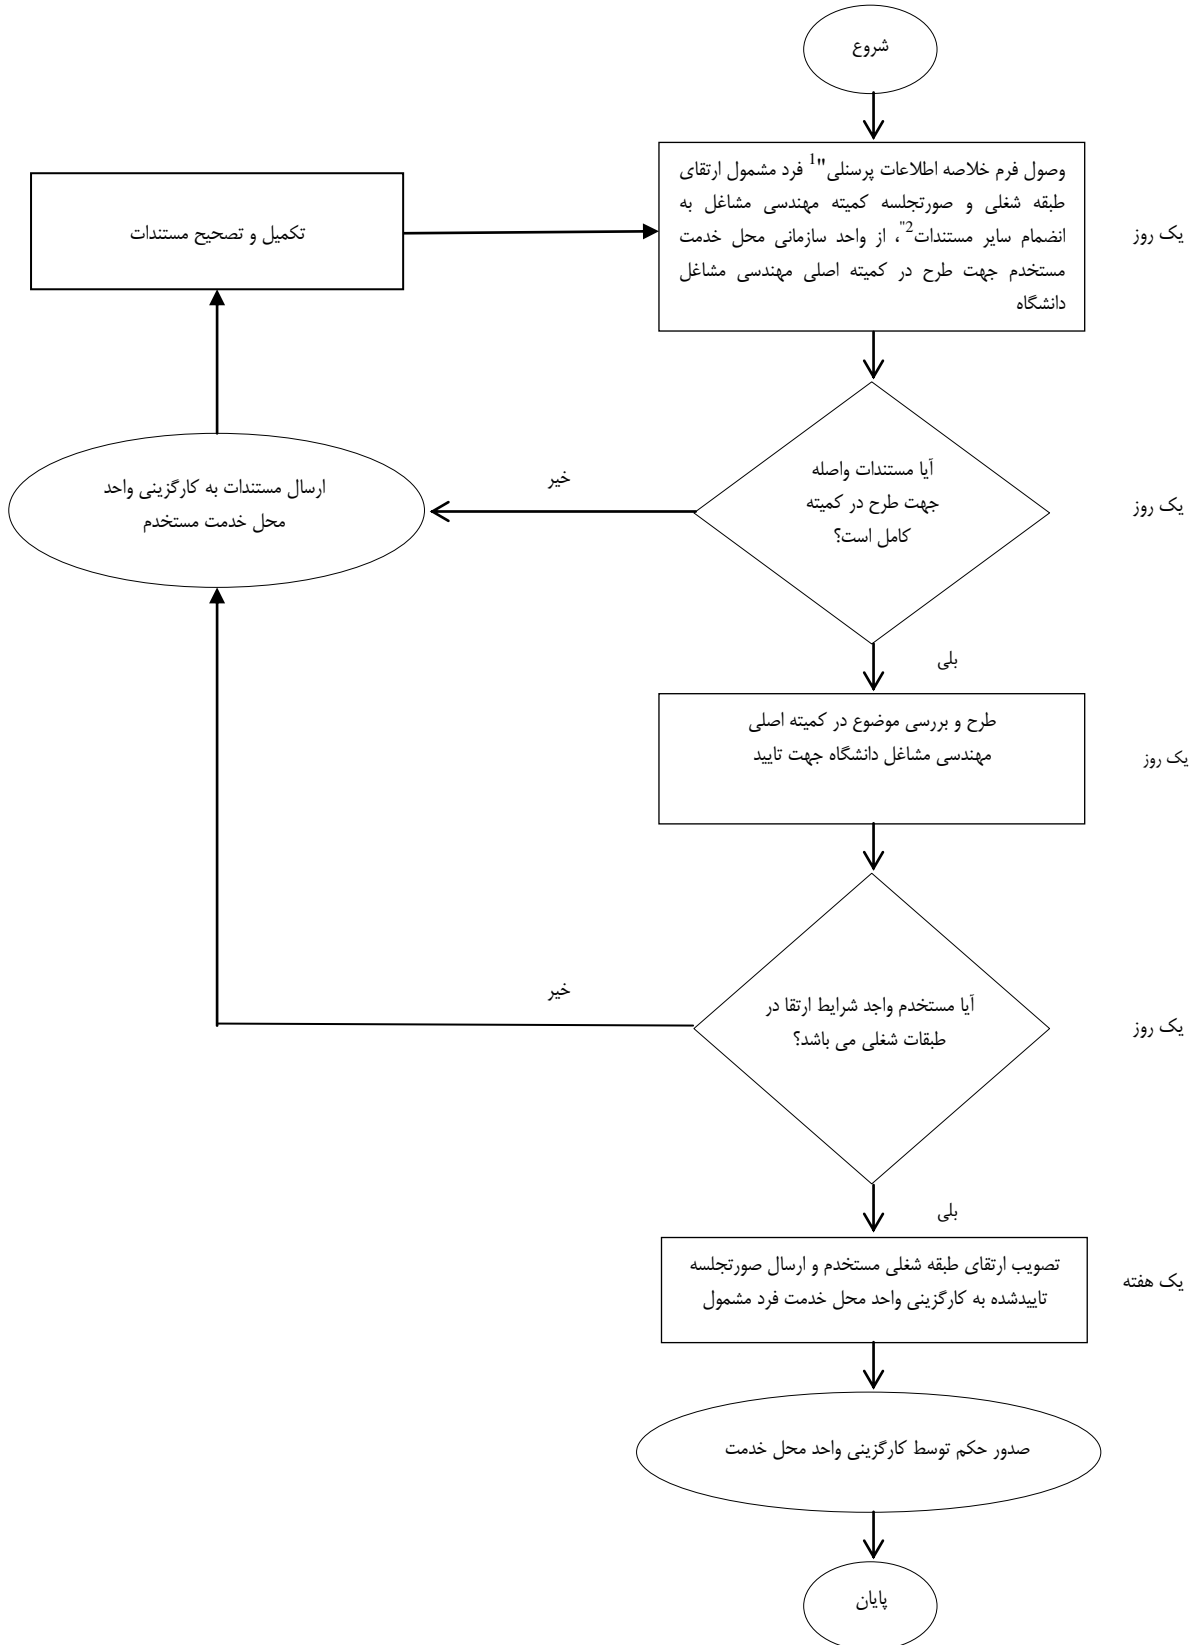 شروع
وصول فرم خلاصه اطلاعات پرسنلی"1 فرد مشمول ارتقای
طبقه شغلی و صورتجلسه کمیته مهندسی مشاغل به
انضمام سایر مستندات2"، از واحد سازمانی محل خدمت
مستخدم جهت طرح در کمیته اصلی مهندسی مشاغل
دانشگاه
یک روز
تکمیل و تصحیح مستندات
آیا مستندات واصله
جهت طرح در کمیته
کامل است؟
یک روز
خیر
ارسال مستندات به کارگزینی واحد
محل خدمت مستخدم
بلی
طرح و بررسی موضوع در کمیته اصلی
مهندسی مشاغل دانشگاه جهت تایید
یک روز
آیا مستخدم واجد شرایط ارتقا در
طبقات شغلی می باشد؟
یک روز
خیر
بلی
تصویب ارتقای طبقه شغلی مستخدم و ارسال صورتجلسه
تاییدشده به کارگزینی واحد محل خدمت فرد مشمول
یک هفته
صدور حکم توسط کارگزینی واحد محل خدمت
پایان